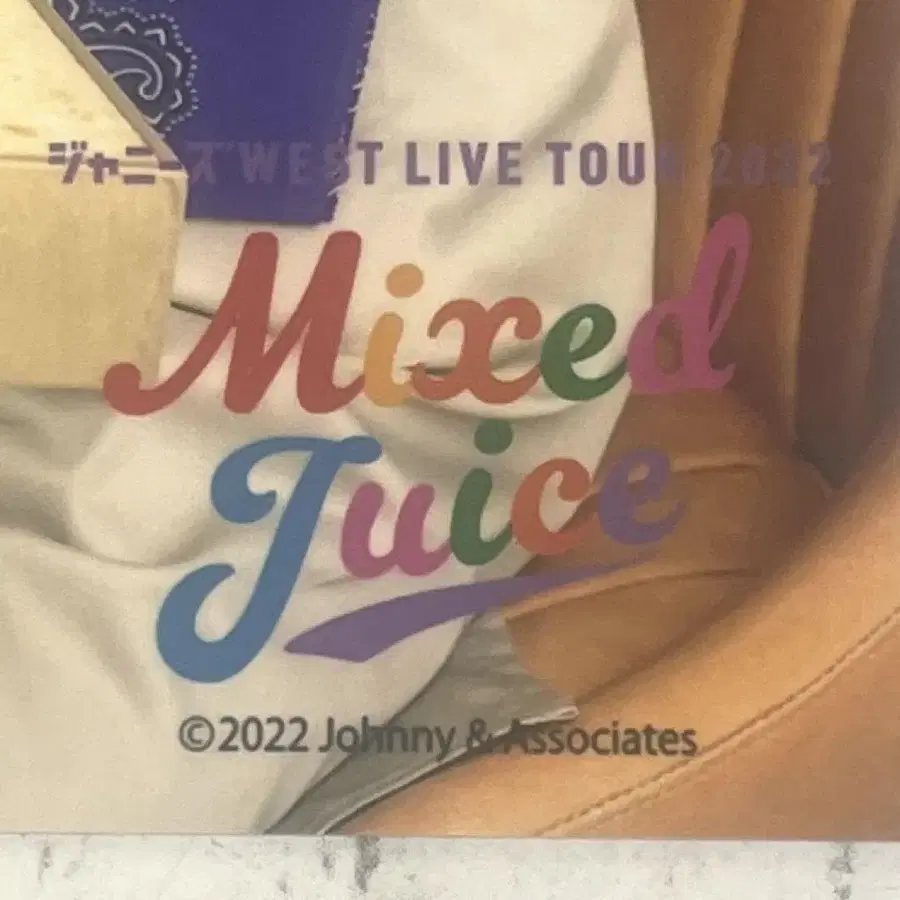 ジャニーズWEST LIVE TOUR 2022
Mixed
Juice
©2022 Johnny & Associates